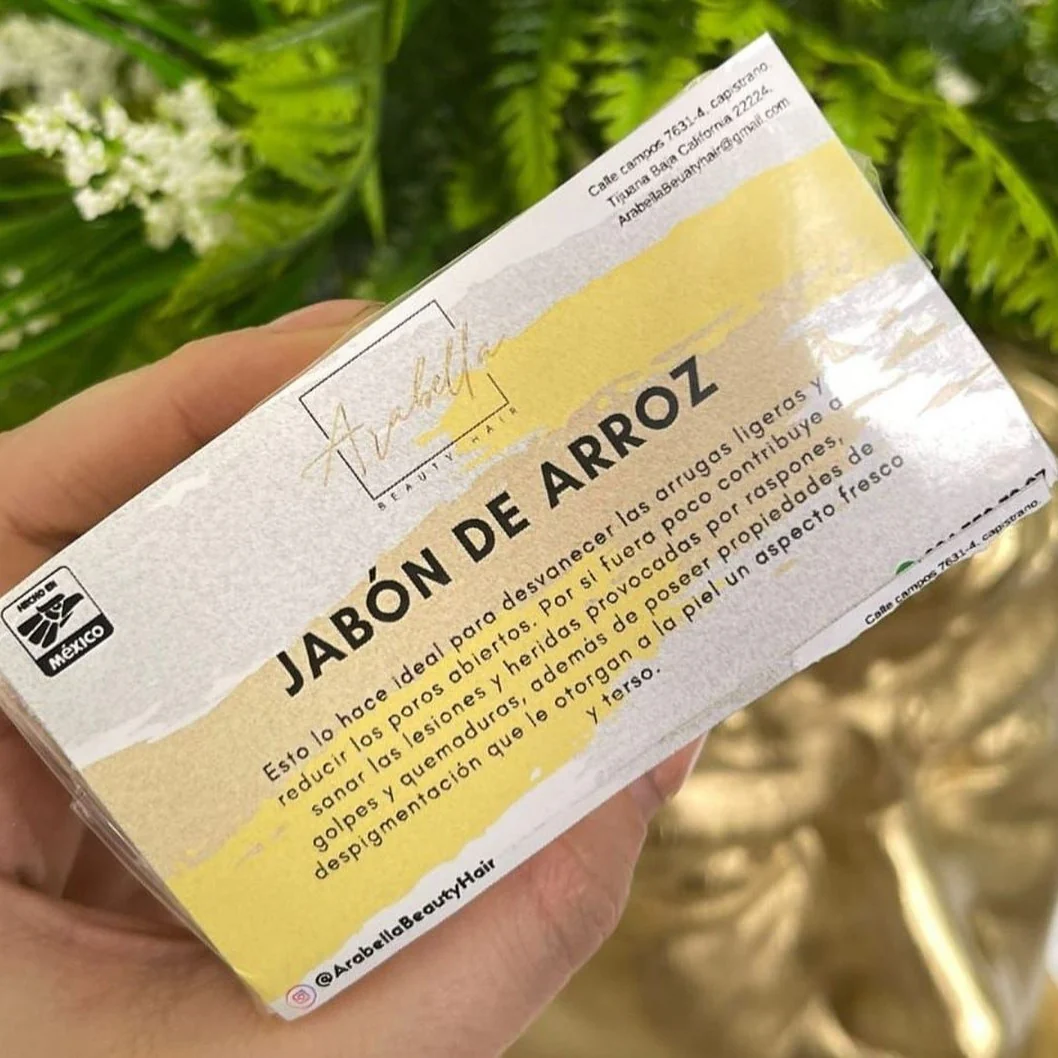 Calle campos 7631-4. capistrano.
Tijuana Baja California 22224.
ArabellaBeuatyhair@gmail.com
Arabella
BEAUTY HAIR
JABÓN DE ARROZ
Esto lo hace ideal para desvanecer las arrugas ligeras y
reducir los poros abiertos. Por si fuera poco contribuye a
sanar las lesiones y heridas provocadas por raspones,
golpes y quemaduras, además de poseer propiedades de
despigmentación que le otorgan a la piel un aspecto fresco
y terso.
HECHO EN
MÉXICO
@ArabellaBeautyHair
Calle campos 7631-4. capistrano.